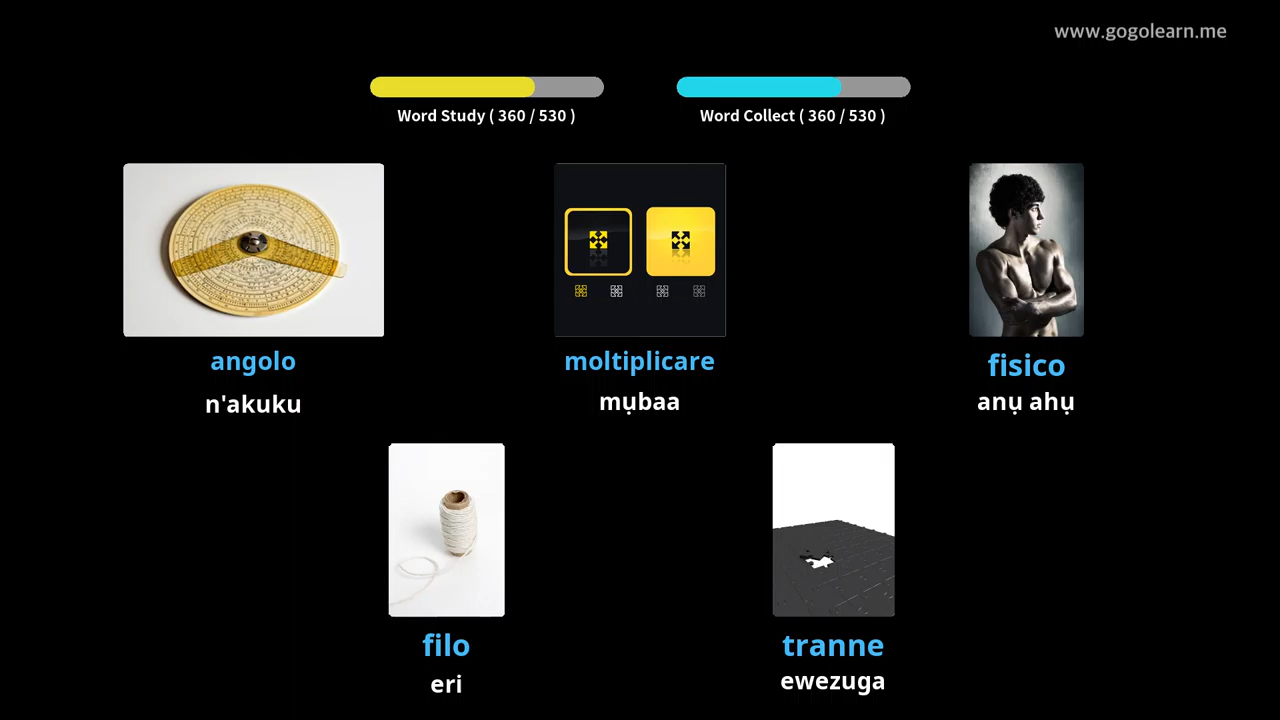 www.gogolearn.me
Word Study ( 360 / 530 )
Word Collect ( 360 / 530 )
angolo
n'akuku
moltiplicare
mụbaa
fisico
anụ ahụ
filo
eri
tranne
ewezuga